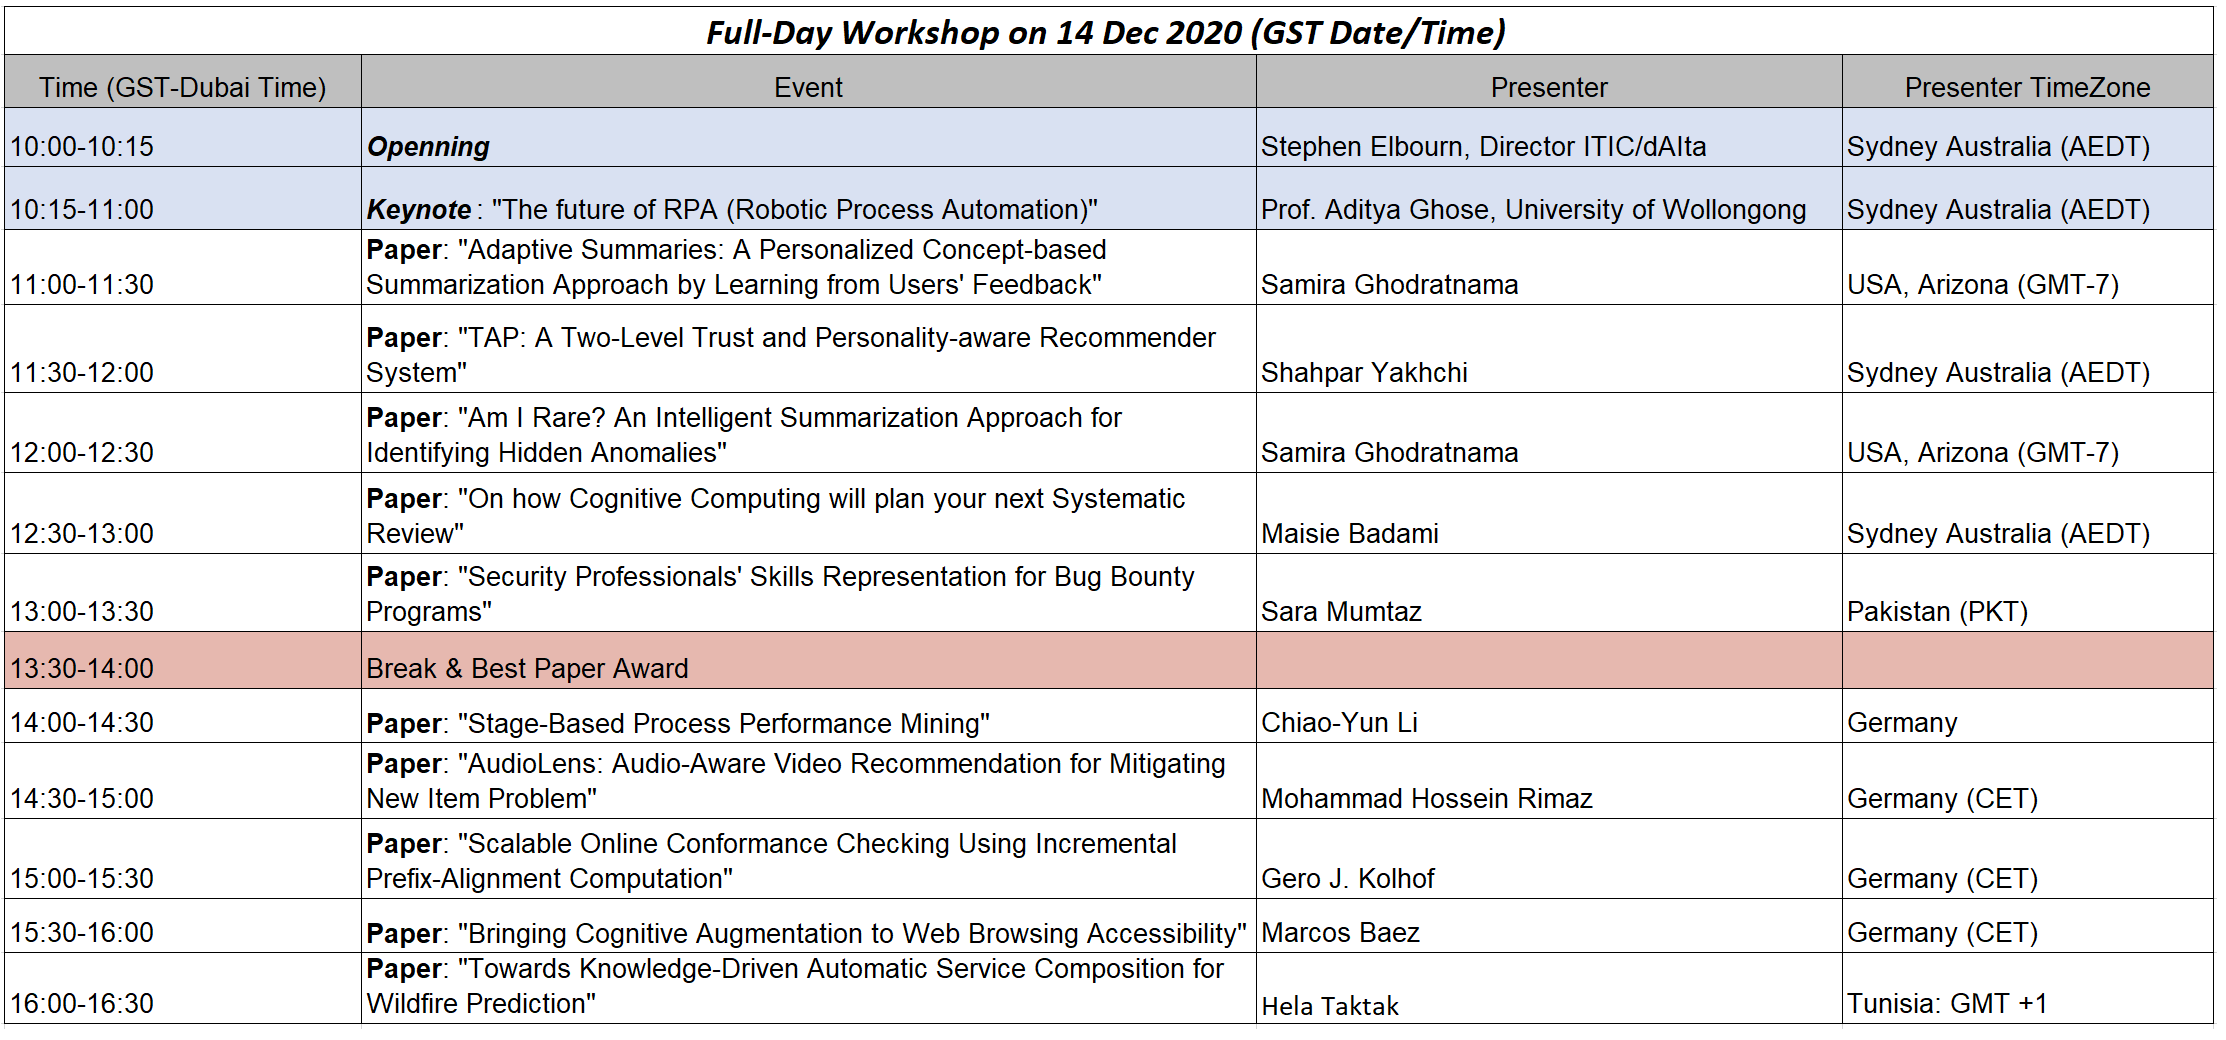 Full-Day Workshop on 14 Dec 2020 (GST Date/Time)
Time (GST-Dubai Time) Event Presenter Presenter TimeZone
10:00-10:15 Openning Stephen Elbourn, Director ITIC/dAIta Sydney Australia (AEDT)
10:15-11:00 Keynote : "The future of RPA (Robotic Process Automation)" Prof. Aditya Ghose, University of Wollongong Sydney Australia (AEDT)
Paper: "Adaptive Summaries: A Personalized Concept-based
11:00-11:30 Summarization Approach by Learning from Users' Feedback" Samira Ghodratnama USA, Arizona (GMT-7)
Paper: "TAP: A Two-Level Trust and Personality-aware Recommender
11:30-12:00 System" Shahpar Yakhchi Sydney Australia (AEDT)
Paper: "Am I Rare? An Intelligent Summarization Approach for
12:00-12:30 Identifying Hidden Anomalies" Samira Ghodratnama USA, Arizona (GMT-7)
Paper: "On how Cognitive Computing will plan your next Systematic
12:30-13:00 Review" Maisie Badami Sydney Australia (AEDT)
Paper: "Security Professionals' Skills Representation for Bug Bounty
13:00-13:30 Programs" Sara Mumtaz Pakistan (PKT)
13:30-14:00 Break & Best Paper Award
14:00-14:30 Paper: "Stage-Based Process Performance Mining" Chiao-Yun Li Germany
Paper: "AudioLens: Audio-Aware Video Recommendation for Mitigating
14:30-15:00 New Item Problem" Mohammad Hossein Rimaz Germany (CET)
Paper: "Scalable Online Conformance Checking Using Incremental
15:00-15:30 Prefix-Alignment Computation" Gero J. Kolhof Germany (CET)
15:30-16:00 Paper: "Bringing Cognitive Augmentation to Web Browsing Accessibility" Marcos Baez Germany (CET)
Paper: "Towards Knowledge-Driven Automatic Service Composition for
16:00-16:30 Wildfire Prediction" Hela Taktak Tunisia: GMT +1